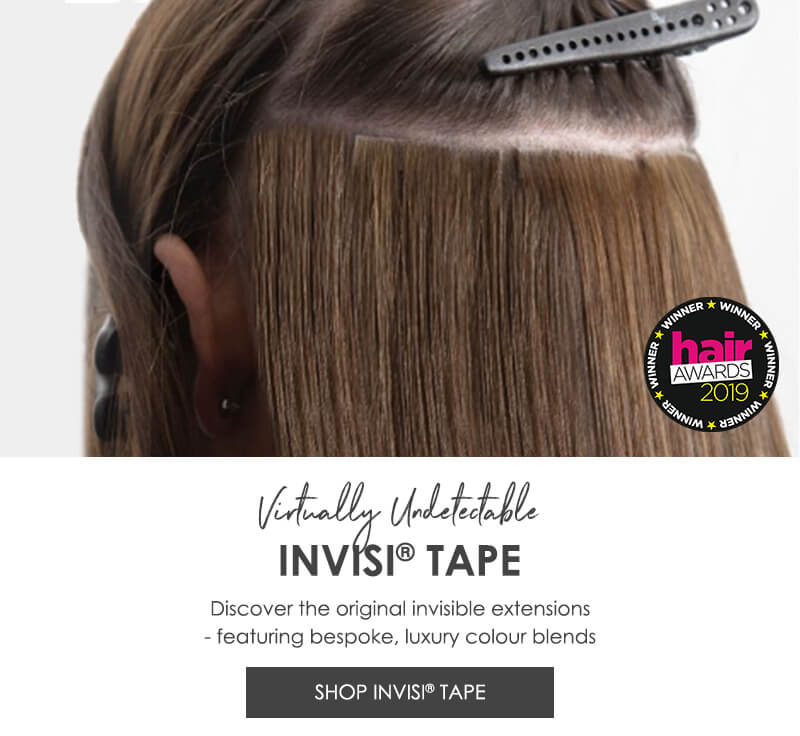 WINNER ★ WINNER ★ WINNER ★ WINNER ★ WINNER ★ WINNER ★
hair
AWARDS
2019
Virtually Undetectable
INVISI® TAPE
Discover the original invisible extensions
- featuring bespoke, luxury colour blends
SHOP INVISI® TAPE